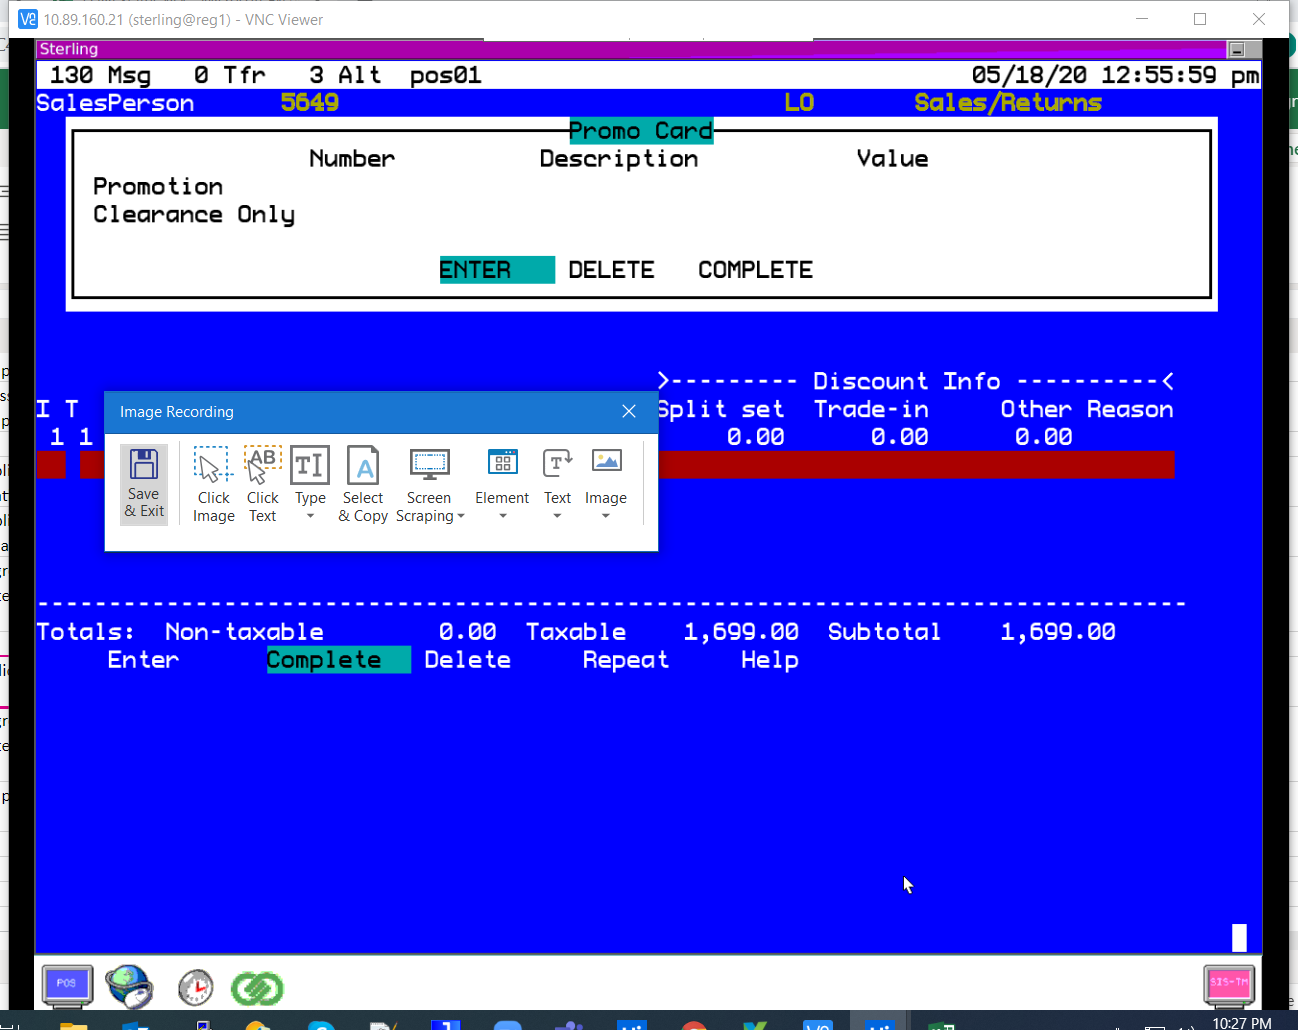 10.89.160.21 (sterling@reg1) - VNC Viewer
Sterling
130 Msg 0 Tfr 3 Alt pos01 05/18/20 12:55:59 pm
SalesPerson 5649 LO Sales/Returns
Promo Card
Number Description Value
Promotion
Clearance Only
ENTER DELETE COMPLETE
>--------- Discount Info ----------<
I T Split set Trade-in Other Reason
1 1 0.00 0.00 0.00
Image Recording
Save & Exit
Click Image
Click Text
Type
Select & Copy
Screen Scraping
Element
Text
Image
Totals: Non-taxable 0.00 Taxable 1,699.00 Subtotal 1,699.00
Enter Complete Delete Repeat Help
POS
SIS-TM
10:27 PM